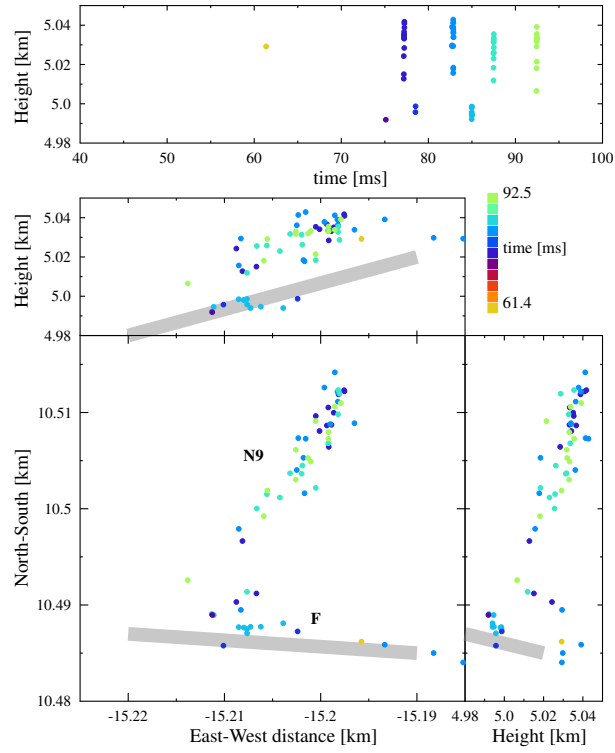 5.04
5.02
5.0
4.98
Height [km]
40 50 60 70 80 90 100
time [ms]
5.04
5.02
5.0
4.98
Height [km]
92.5
time [ms]
61.4
10.51
10.5
10.49
10.48
North-South [km]
N9
F
-15.22 -15.21 -15.2 -15.19 4.98 5.0 5.02 5.04
East-West distance [km] Height [km]